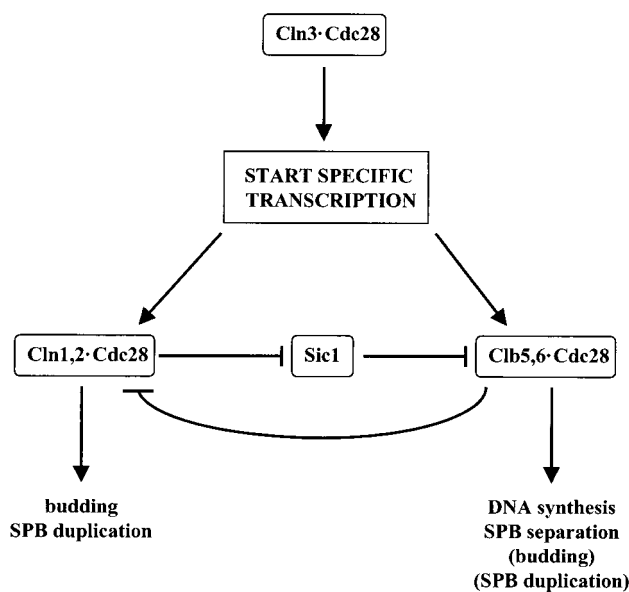 Cln3·Cdc28
START SPECIFIC
TRANSCRIPTION
Cln1,2·Cdc28
Sic1
Clb5,6·Cdc28
budding
SPB duplication
DNA synthesis
SPB separation
(budding)
(SPB duplication)